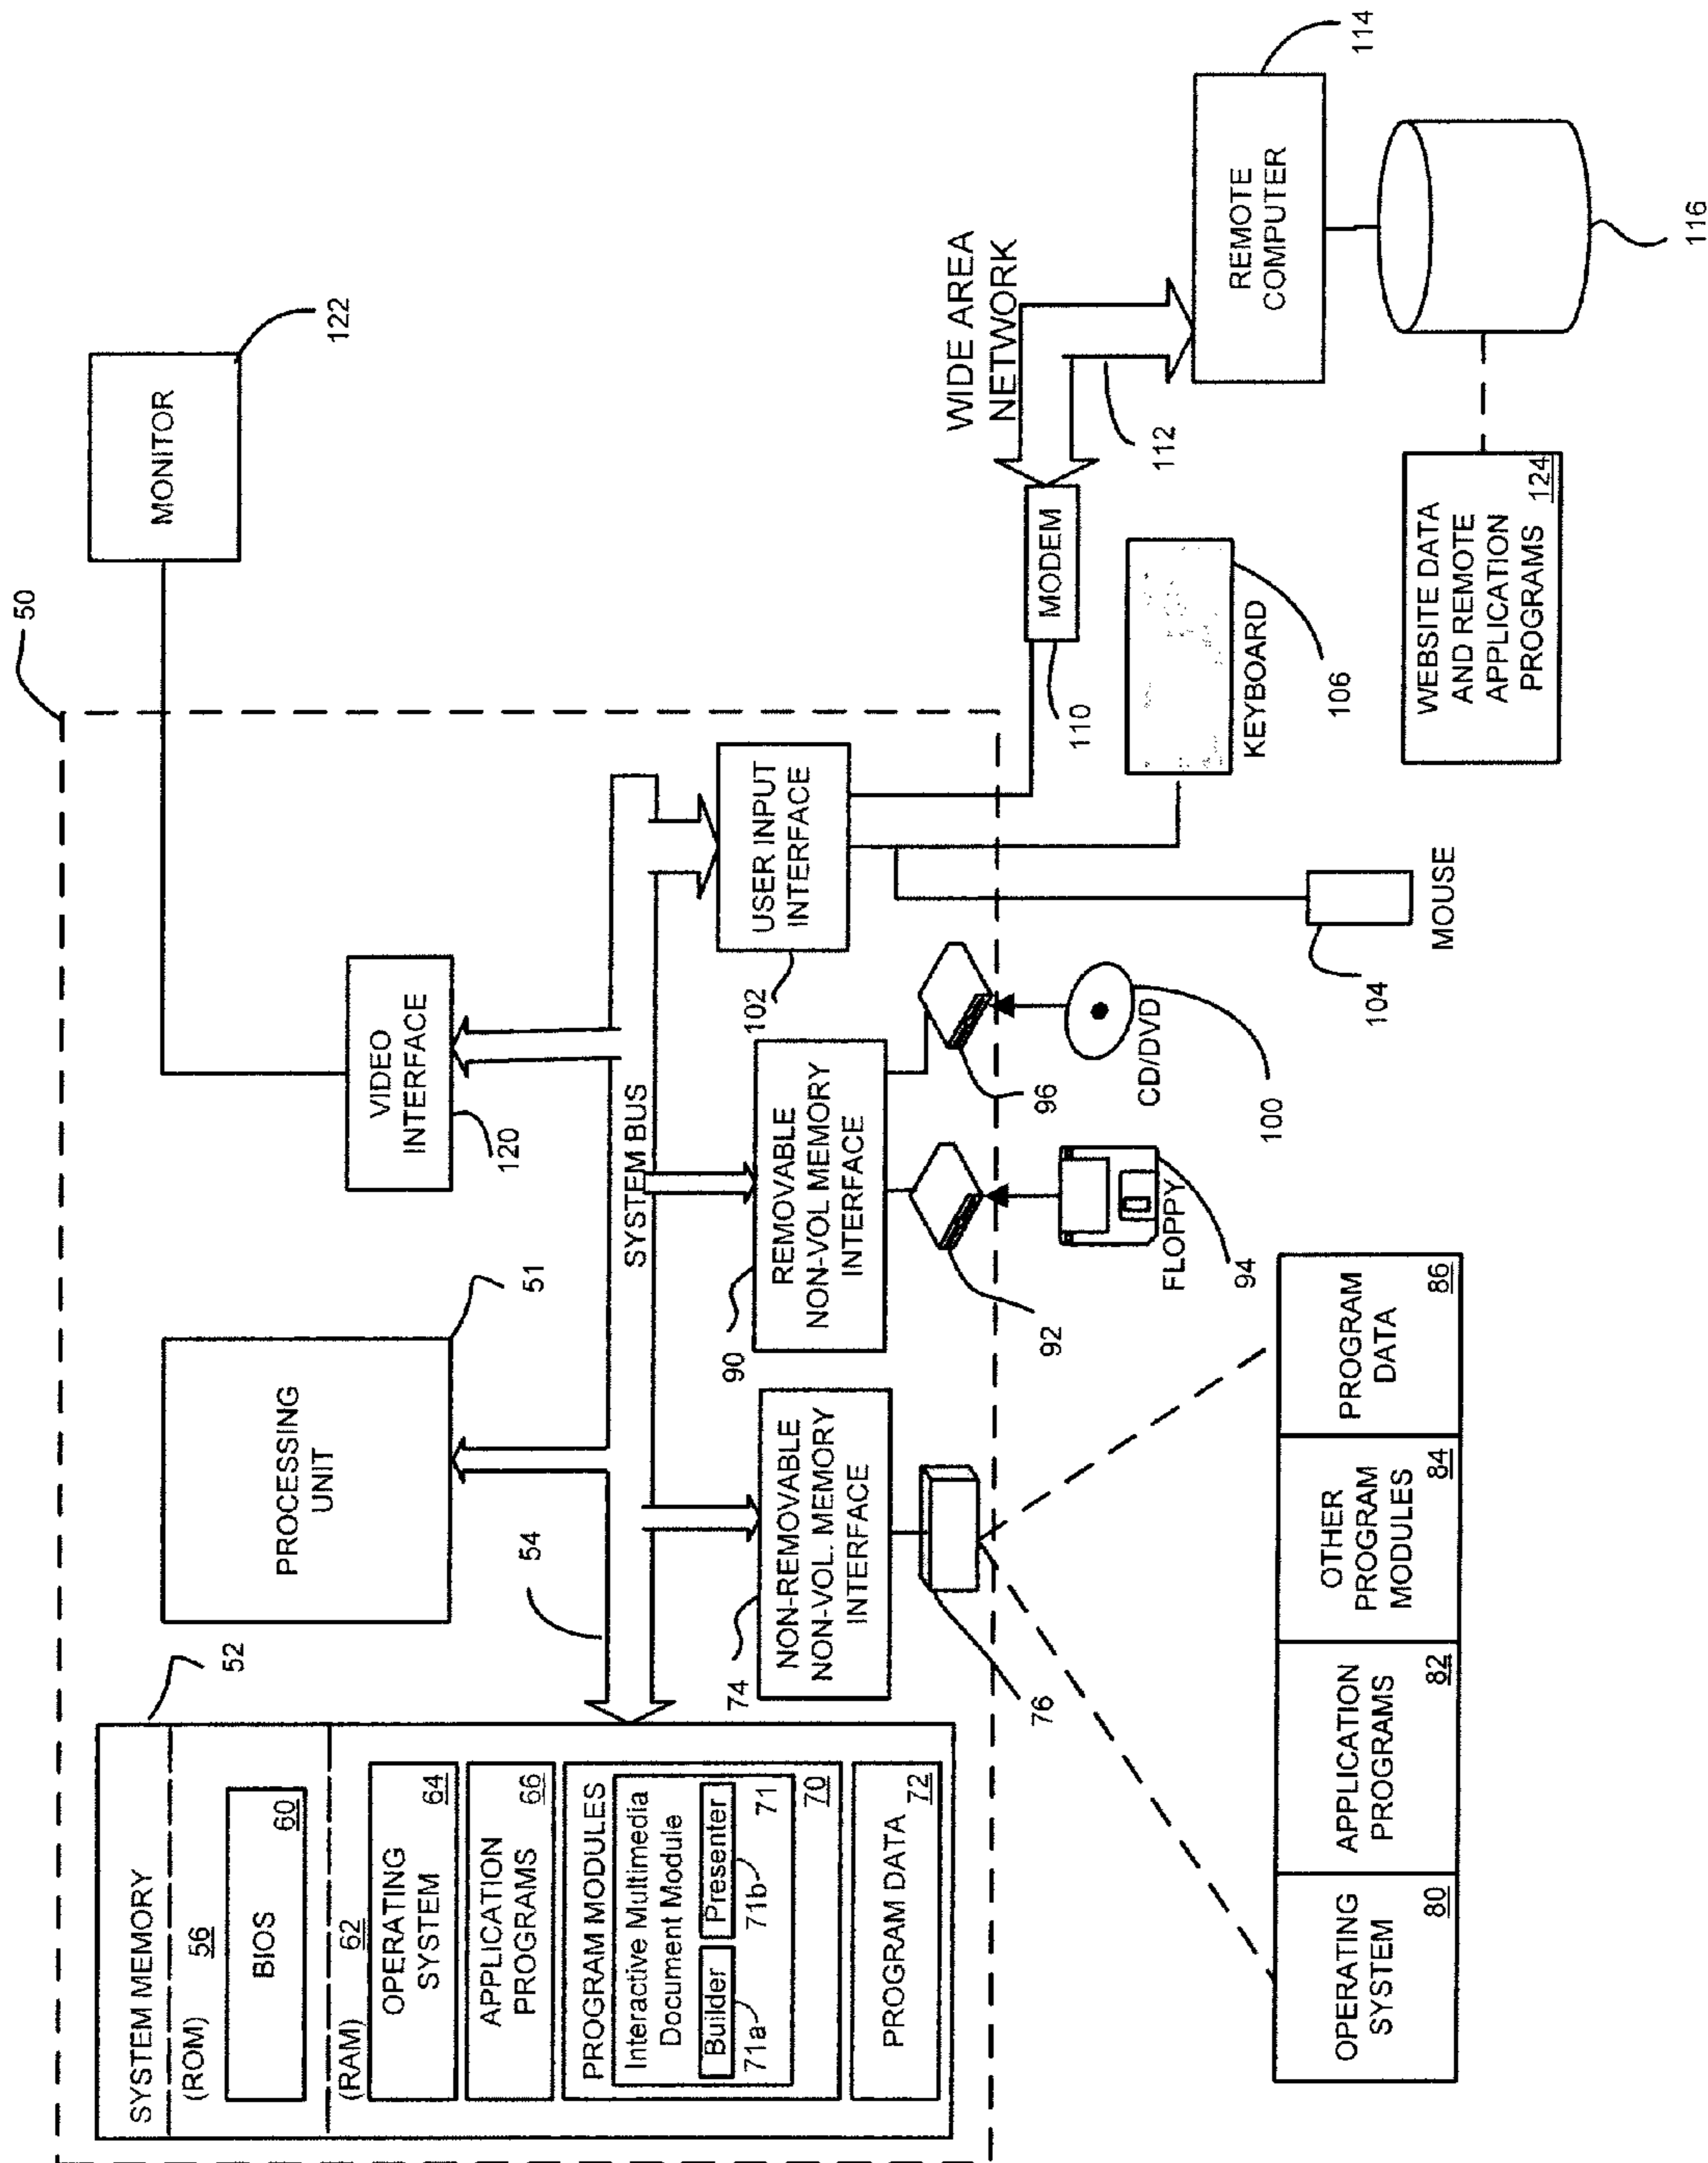 50
SYSTEM MEMORY
52
(ROM) 56
BIOS
60
(RAM) 62
OPERATING
SYSTEM
64
APPLICATION
PROGRAMS
66
PROGRAM MODULES
Interactive Multimedia
Document Module
Builder
Presenter
71a
71b
71
70
PROGRAM DATA
72
PROCESSING
UNIT
51
54
SYSTEM BUS
VIDEO
INTERFACE
120
MONITOR
122
NON-REMOVABLE
NON-VOL. MEMORY
INTERFACE
74
76
REMOVABLE
NON-VOL MEMORY
INTERFACE
90
92
96
USER INPUT
INTERFACE
102
FLOPPY
94
CD/DVD
100
MOUSE
104
KEYBOARD
106
MODEM
110
WIDE AREA
NETWORK
112
REMOTE
COMPUTER
114
116
WEBSITE DATA
AND REMOTE
APPLICATION
PROGRAMS
124
OPERATING
SYSTEM
80
APPLICATION
PROGRAMS
82
OTHER
PROGRAM
MODULES
84
PROGRAM
DATA
86